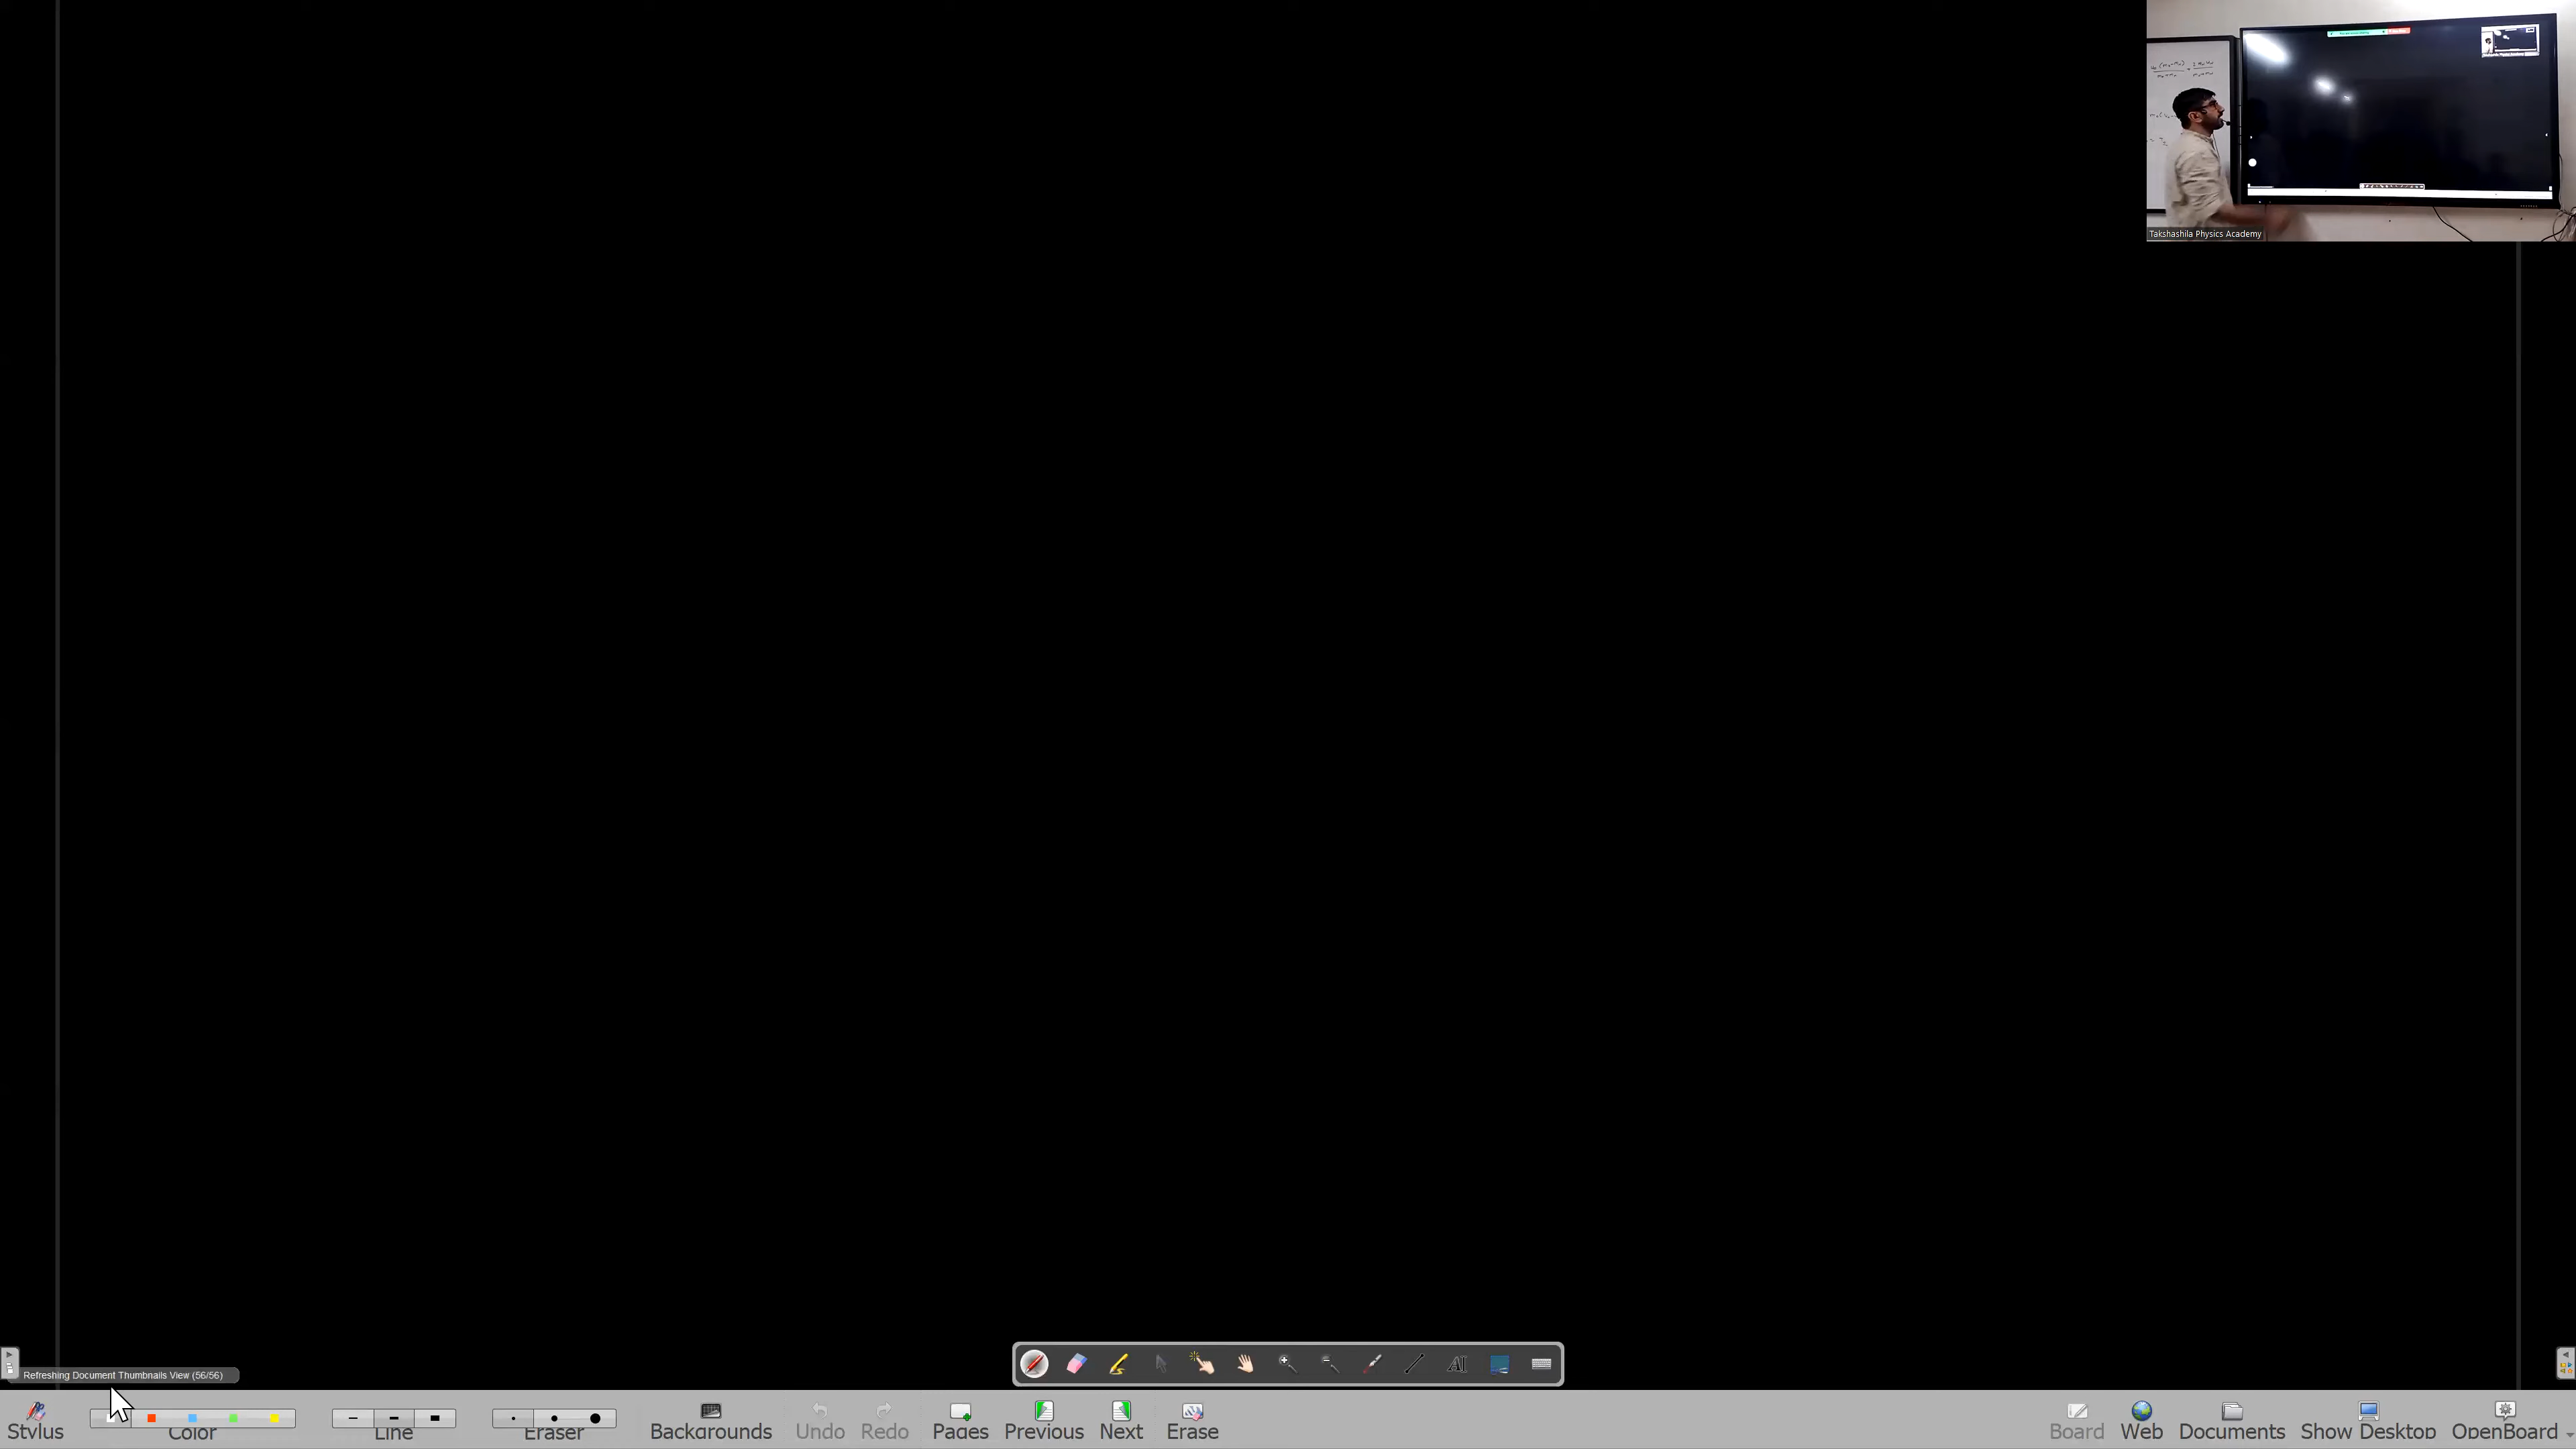 Takshashila Physics Academy
Refreshing Document Thumbnails View (56/56)
Stylus
Color
Line
Eraser
Backgrounds
Undo
Redo
Pages
Previous
Next
Erase
Board
Web
Documents
Show Desktop
OpenBoard